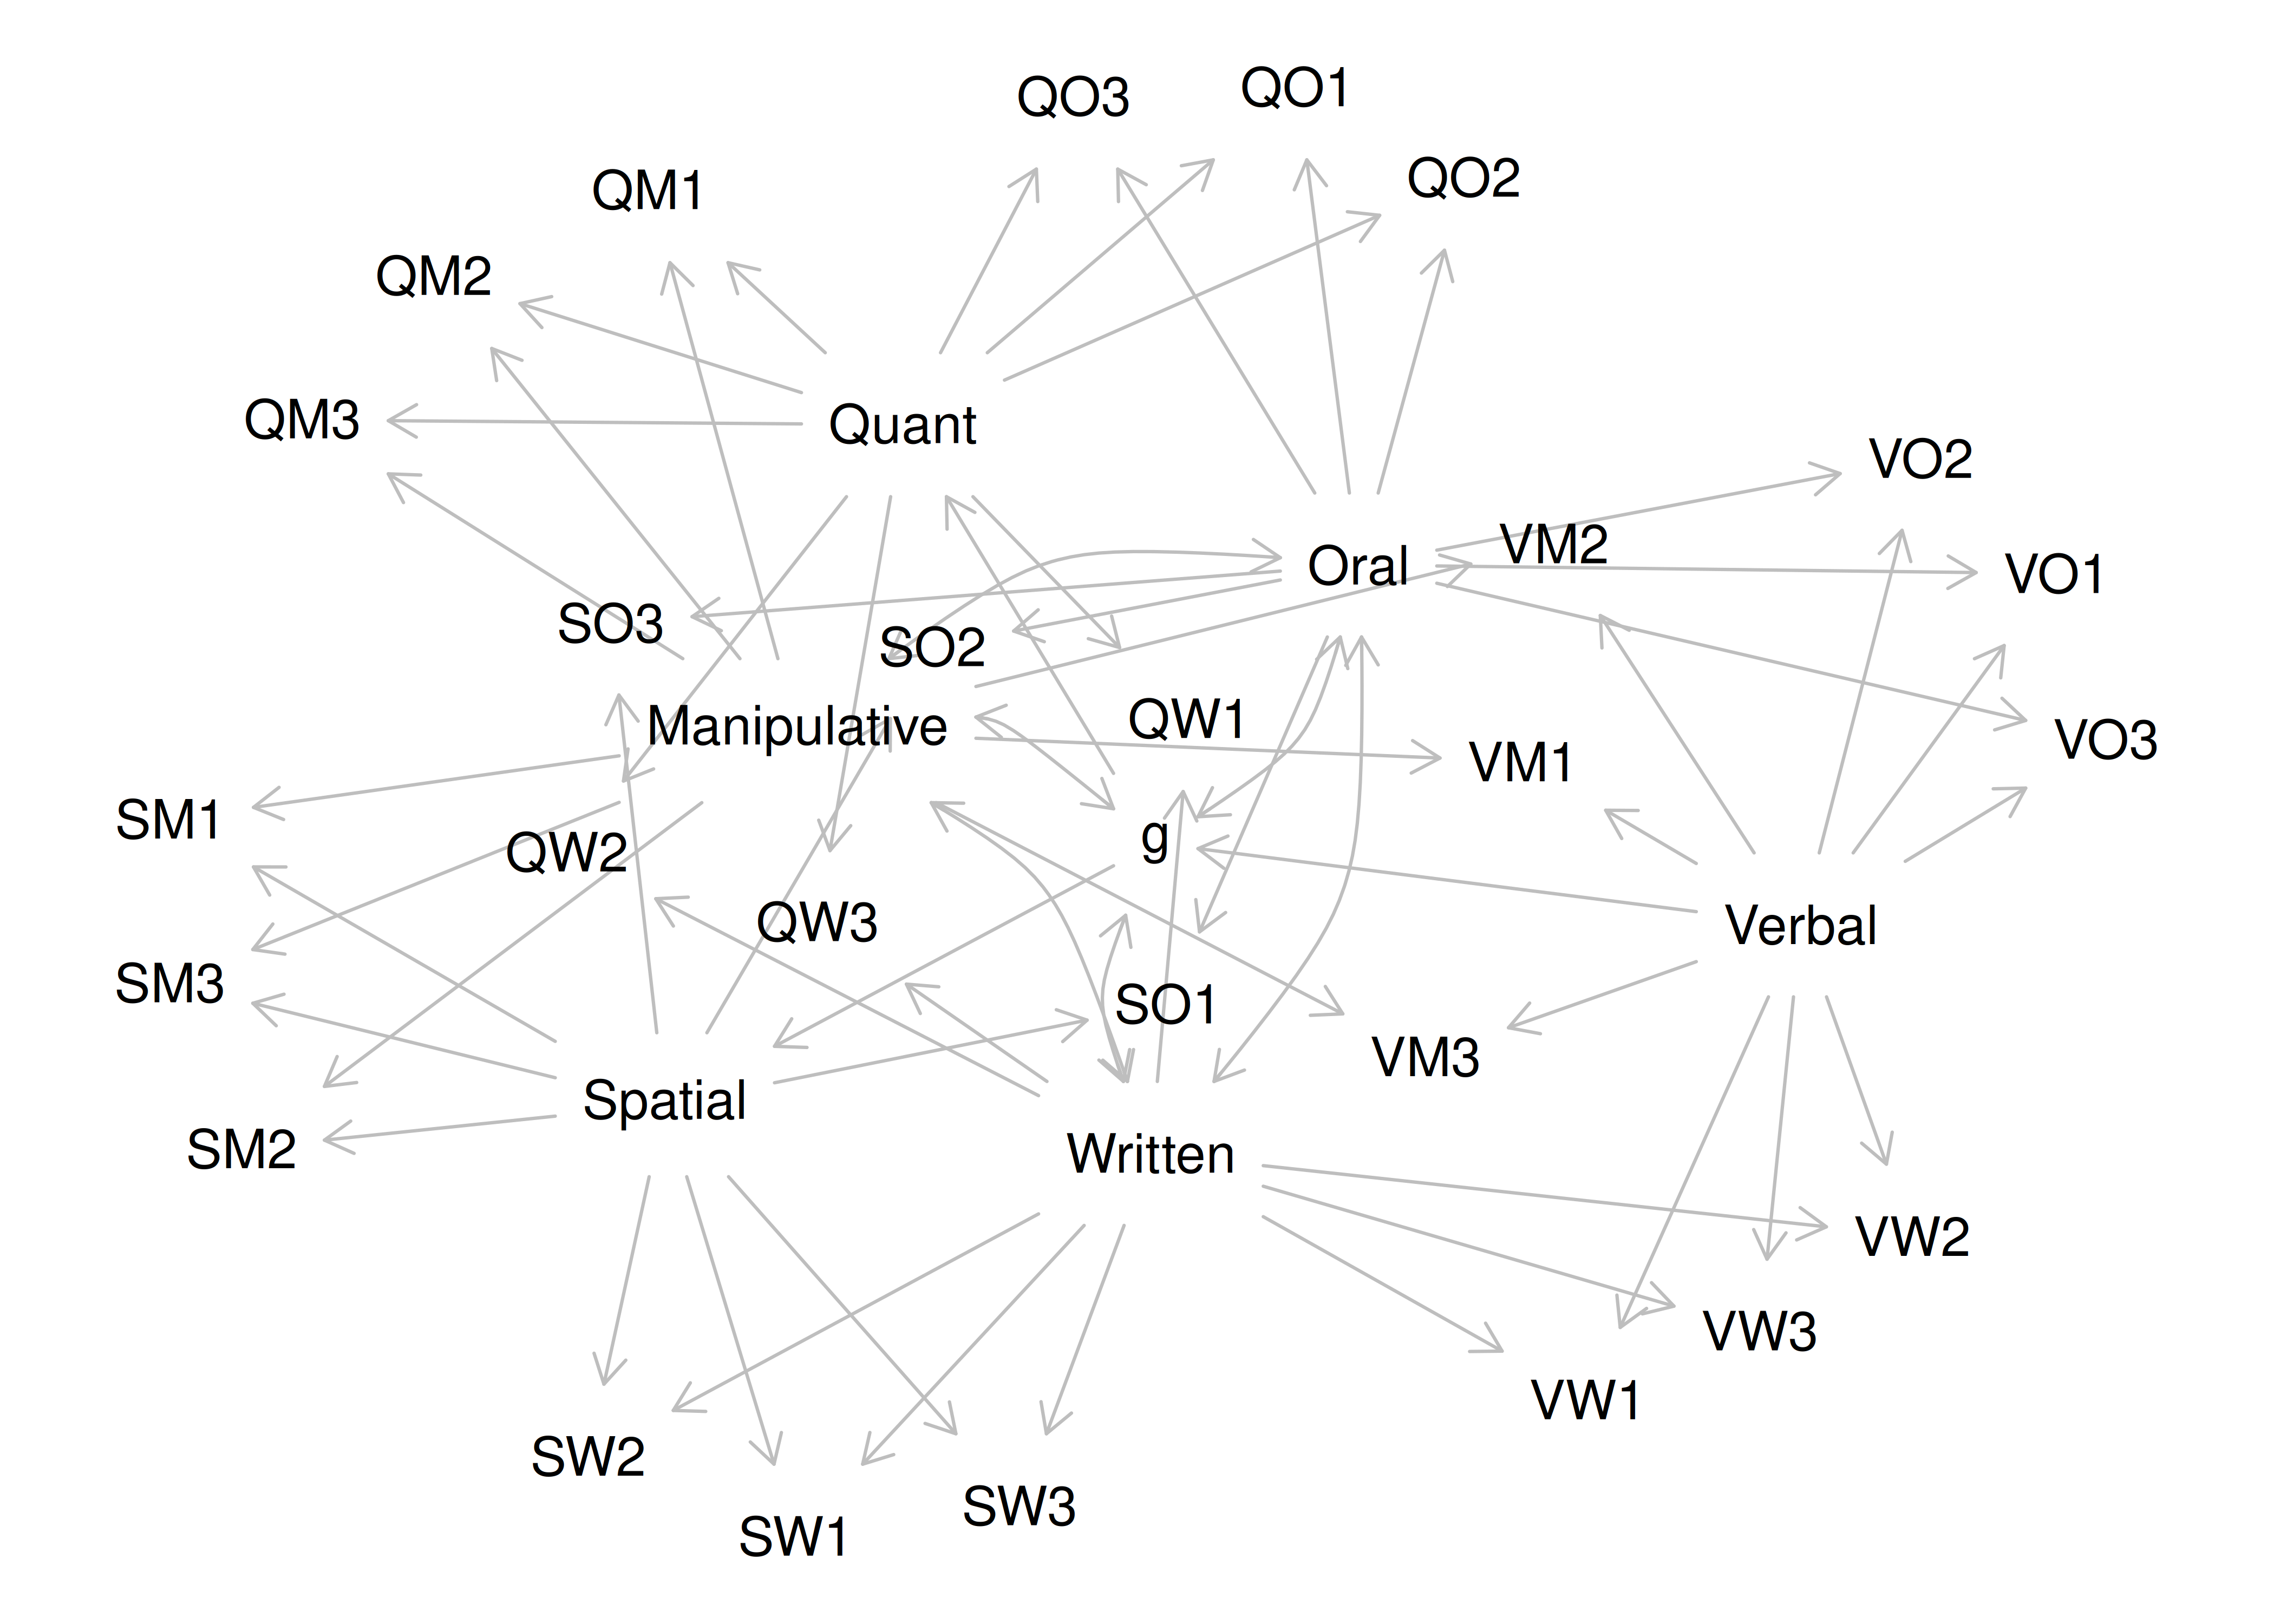 QO1
QO3
QO2
QM1
QM2
QM3
Quant
VO2
VM2
Oral
VO1
SO3
SO2
QW1
Manipulative
VO3
VM1
SM1
g
QW2
QW3
Verbal
SM3
SO1
VM3
Spatial
SM2
Written
VW2
VW3
VW1
SW2
SW3
SW1